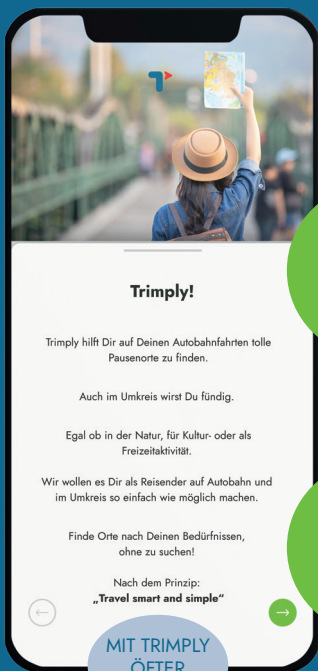 Trimply!
Trimply hilft Dir auf Deinen Autobahnfahrten tolle
Pausenorte zu finden.
Auch im Umkreis wirst Du fündig.
Egal ob in der Natur, für Kultur- oder als
Freizeitaktivität.
Wir wollen es Dir als Reisender auf Autobahn und
im Umkreis so einfach wie möglich machen.
Finde Orte nach Deinen Bedürfnissen,
ohne zu suchen!
Nach dem Prinzip:
„Travel smart and simple“
MIT TRIMPLY
ÖFTER